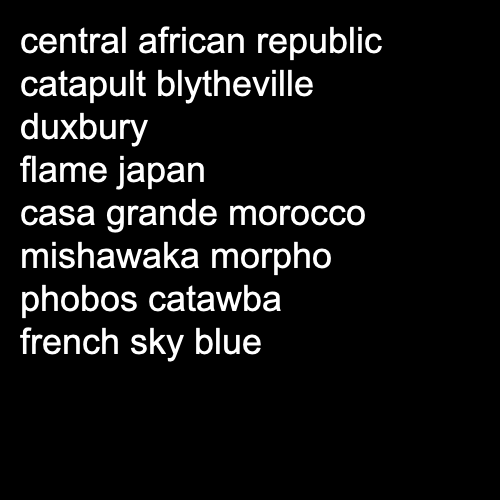 central african republic
catapult blytheville
duxbury
flame japan
casa grande morocco
mishawaka morpho
phobos catawba
french sky blue